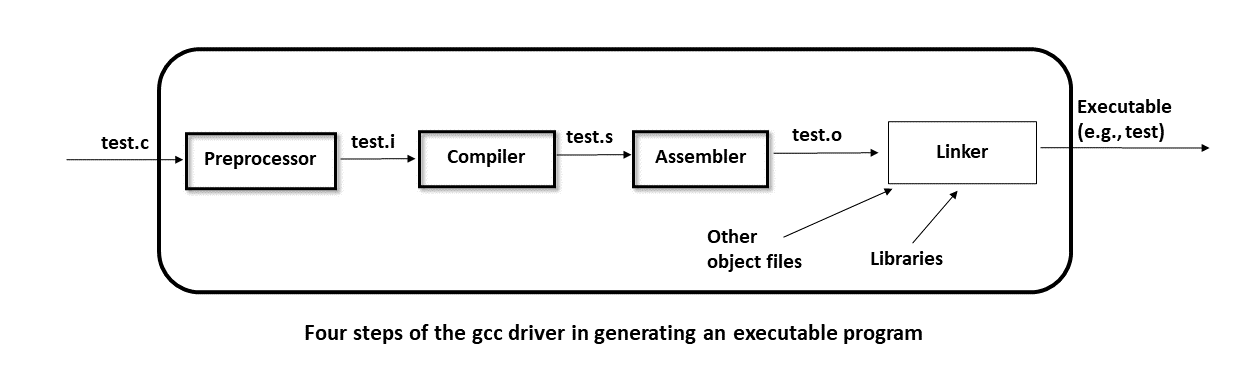 test.c
Preprocessor
test.i
Compiler
test.s
Assembler
test.o
Linker
Executable
(e.g., test)
Other
object files
Libraries
Four steps of the gcc driver in generating an executable program